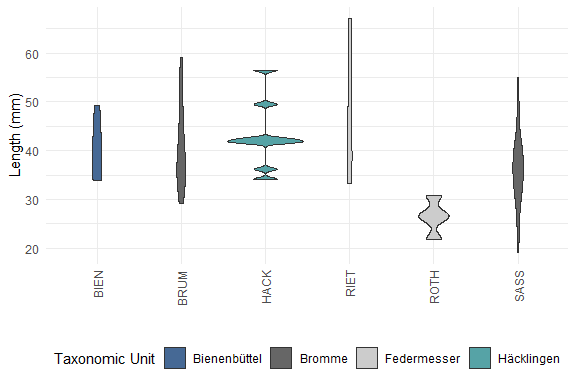 Length (mm)
60
50
40
30
20
BIEN
BRUM
HACK
RIET
ROTH
SASS
Taxonomic Unit
Bienenbüttel
Bromme
Federmesser
Häcklingen